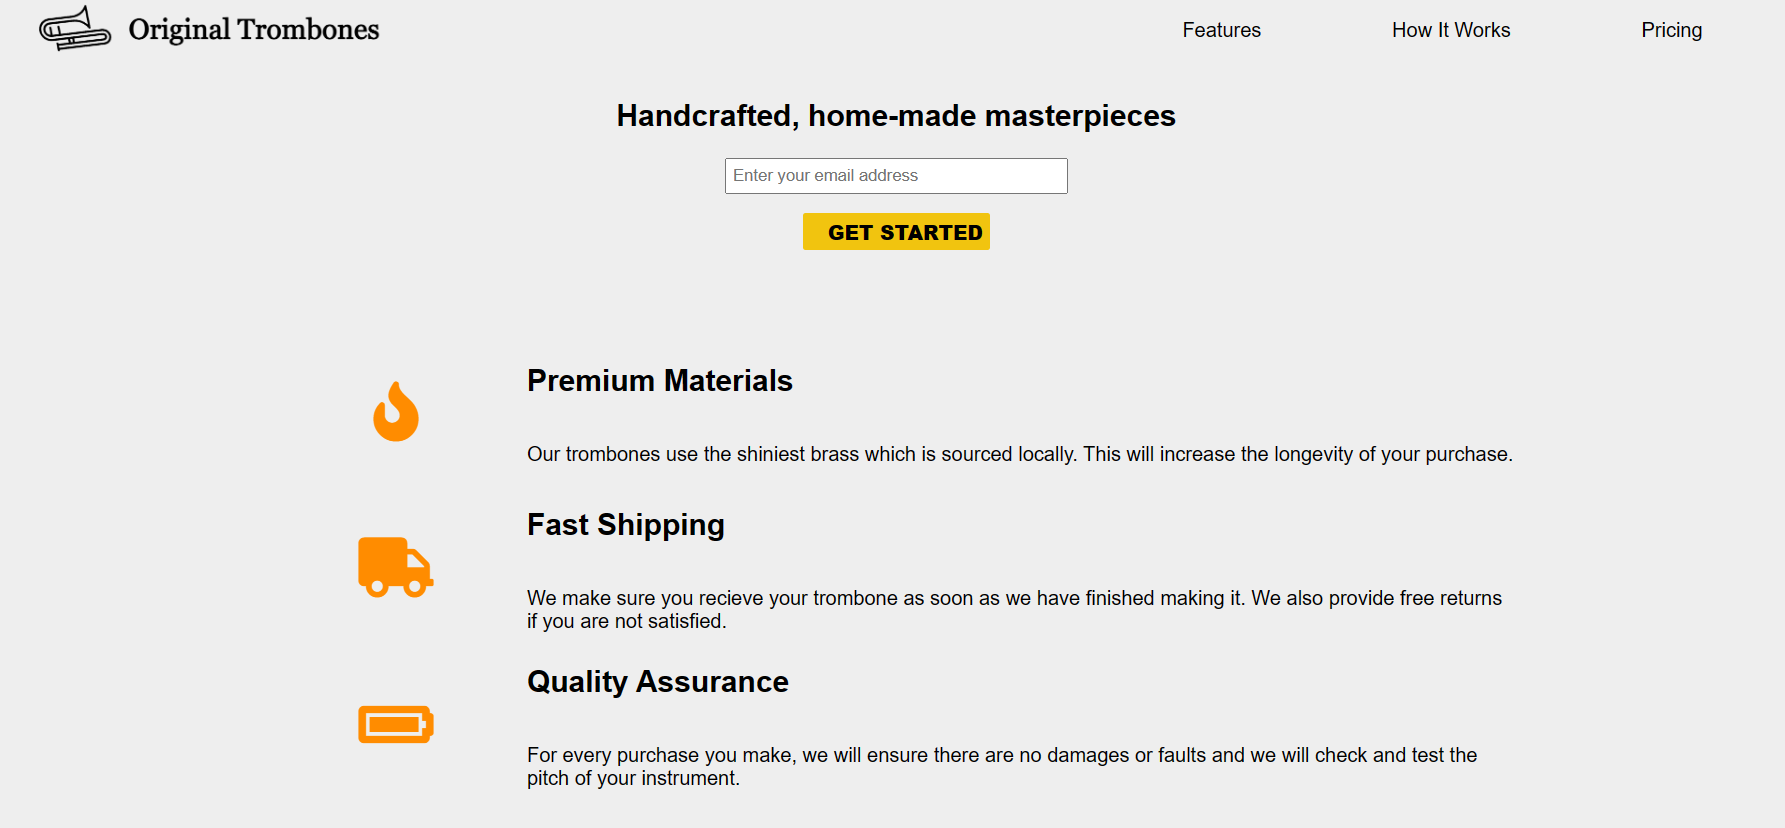 Original Trombones
Features
How It Works
Pricing
Handcrafted, home-made masterpieces
Enter your email address
GET STARTED
Premium Materials
Our trombones use the shiniest brass which is sourced locally. This will increase the longevity of your purchase.
Fast Shipping
We make sure you recieve your trombone as soon as we have finished making it. We also provide free returns
if you are not satisfied.
Quality Assurance
For every purchase you make, we will ensure there are no damages or faults and we will check and test the
pitch of your instrument.